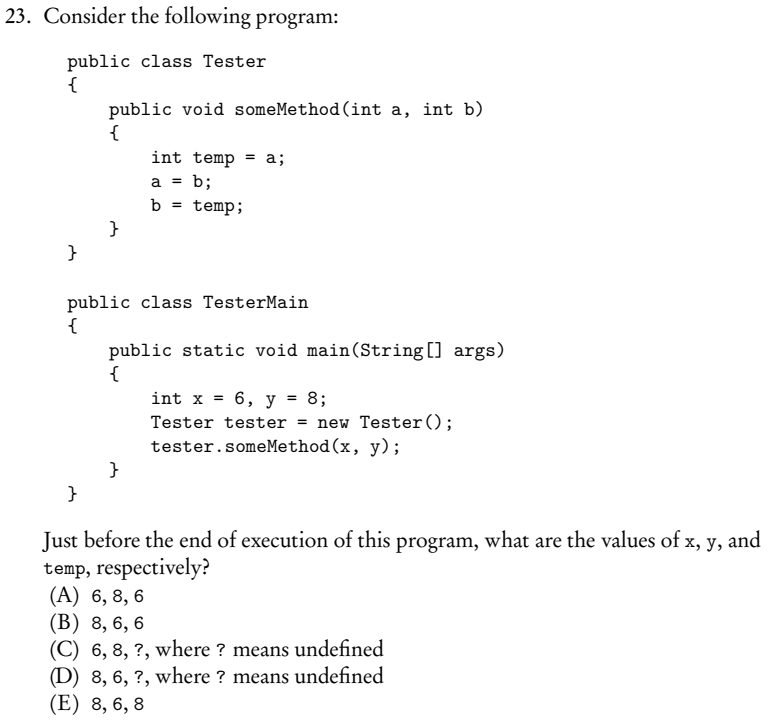 23. Consider the following program:
public class Tester
{
    public void someMethod(int a, int b)
    {
        int temp = a;
        a = b;
        b = temp;
    }
}
public class TesterMain
{
    public static void main(String[] args)
    {
        int x = 6, y = 8;
        Tester tester = new Tester();
        tester.someMethod(x, y);
    }
}
Just before the end of execution of this program, what are the values of x, y, and
temp, respectively?
(A) 6, 8, 6
(B) 8, 6, 6
(C) 6, 8, ?, where ? means undefined
(D) 8, 6, ?, where ? means undefined
(E) 8, 6, 8